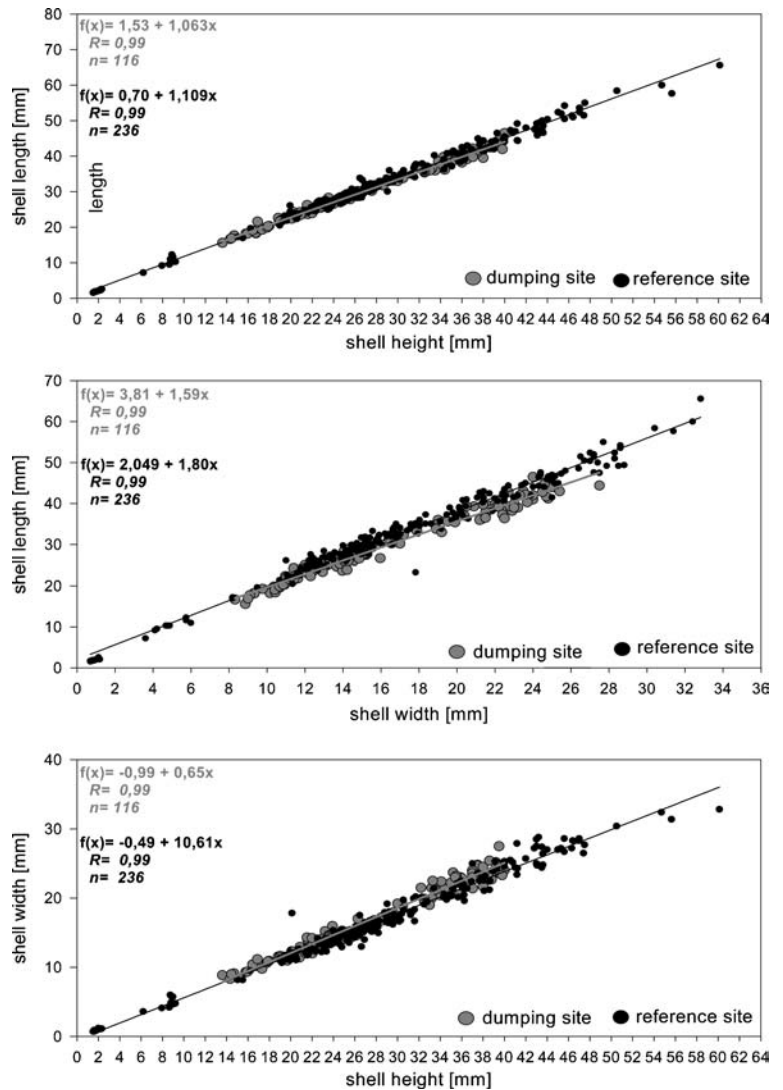 80
70
60
50
40
30
20
10
0
shell length [mm]
length
f(x)= 1,53 + 1,063x
R= 0,99
n= 116
f(x)= 0,70 + 1,109x
R= 0,99
n= 236
dumping site
reference site
0 2 4 6 8 10 12 14 16 18 20 22 24 26 28 30 32 34 36 38 40 42 44 46 48 50 52 54 56 58 60 62 64
shell height [mm]
70
60
50
40
30
20
10
0
shell length [mm]
f(x)= 3,81 + 1,59x
R= 0,99
n= 116
f(x)= 2,049 + 1,80x
R= 0,99
n= 236
dumping site
reference site
0 2 4 6 8 10 12 14 16 18 20 22 24 26 28 30 32 34 36
shell width [mm]
40
30
20
10
0
shell width [mm]
f(x)= -0,99 + 0,65x
R= 0,99
n= 116
f(x)= -0,49 + 10,61x
R= 0,99
n= 236
dumping site
reference site
0 2 4 6 8 10 12 14 16 18 20 22 24 26 28 30 32 34 36 38 40 42 44 46 48 50 52 54 56 58 60 62 64
shell height [mm]